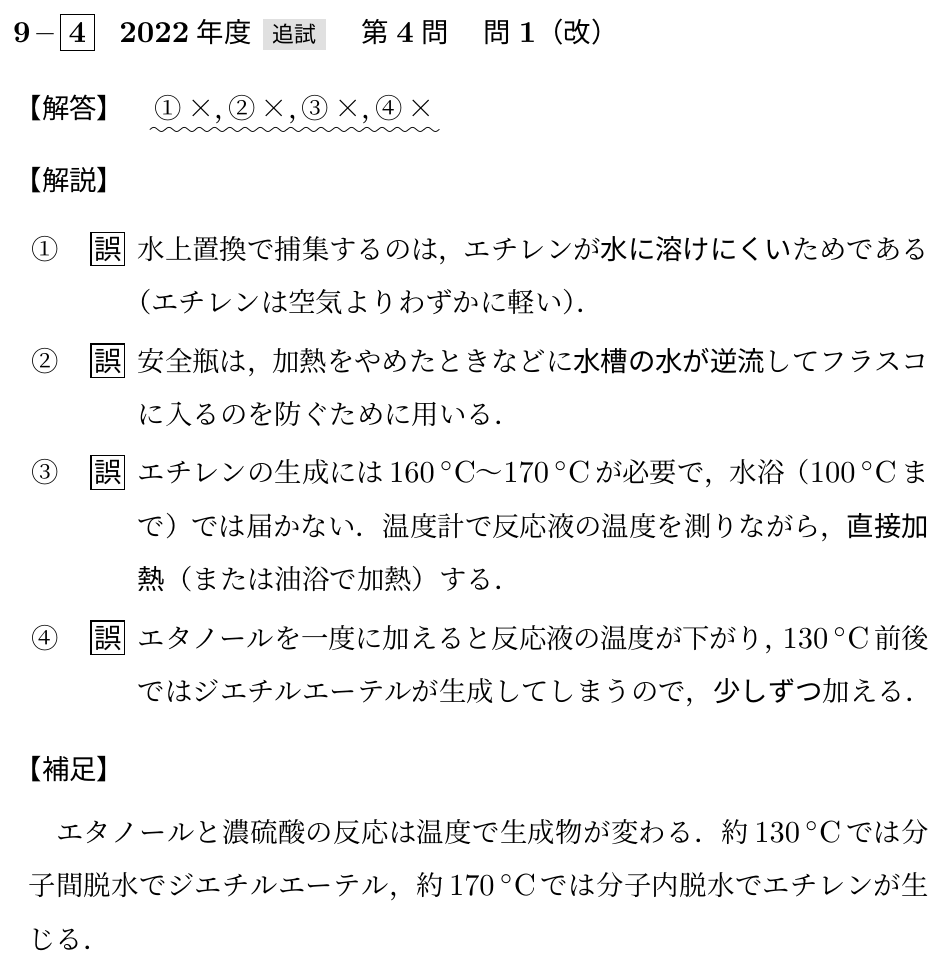 9－4 2022年度 追試 第4問 問1（改）
【解答】 ①×，②×，③×，④×
【解説】
① 誤 水上置換で捕集するのは，エチレンが水に溶けにくいためである
（エチレンは空気よりわずかに軽い）．
② 誤 安全瓶は，加熱をやめたときなどに水槽の水が逆流してフラスコ
に入るのを防ぐために用いる．
③ 誤 エチレンの生成には 160 °C～170 °C が必要で，水浴（100 °C ま
で）では届かない．温度計で反応液の温度を測りながら，直接加
熱（または油浴で加熱）する．
④ 誤 エタノールを一度に加えると反応液の温度が下がり，130 °C 前後
ではジエチルエーテルが生成してしまうので，少しずつ加える．
【補足】
エタノールと濃硫酸の反応は温度で生成物が変わる．約 130 °C では分
子間脱水でジエチルエーテル，約 170 °C では分子内脱水でエチレンが生
じる．